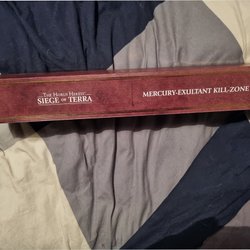 THE HORUS HERESY
SIEGE OF TERRA
MERCURY-EXULTANT KILL-ZONE